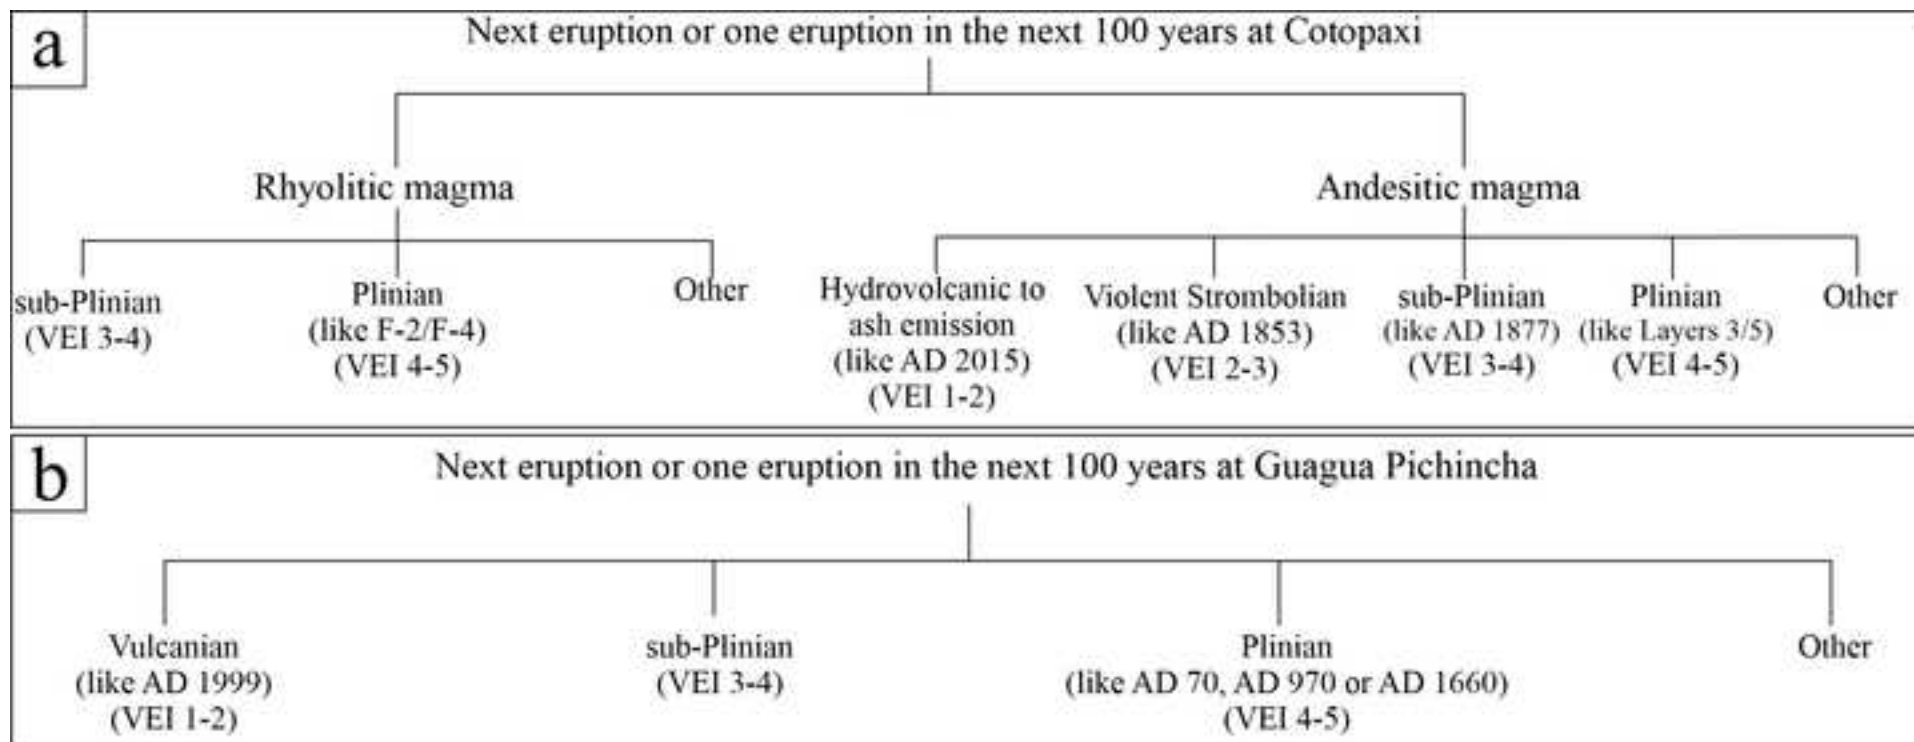 a
Next eruption or one eruption in the next 100 years at Cotopaxi
Rhyolitic magma
Andesitic magma
sub-Plinian
(VEI 3-4)
Plinian
(like F-2/F-4)
(VEI 4-5)
Other
Hydrovolcanic to
ash emission
(like AD 2015)
(VEI 1-2)
Violent Strombolian
(like AD 1853)
(VEI 2-3)
sub-Plinian
(like AD 1877)
(VEI 3-4)
Plinian
(like Layers 3/5)
(VEI 4-5)
Other
b
Next eruption or one eruption in the next 100 years at Guagua Pichincha
Vulcanian
(like AD 1999)
(VEI 1-2)
sub-Plinian
(VEI 3-4)
Plinian
(like AD 70, AD 970 or AD 1660)
(VEI 4-5)
Other